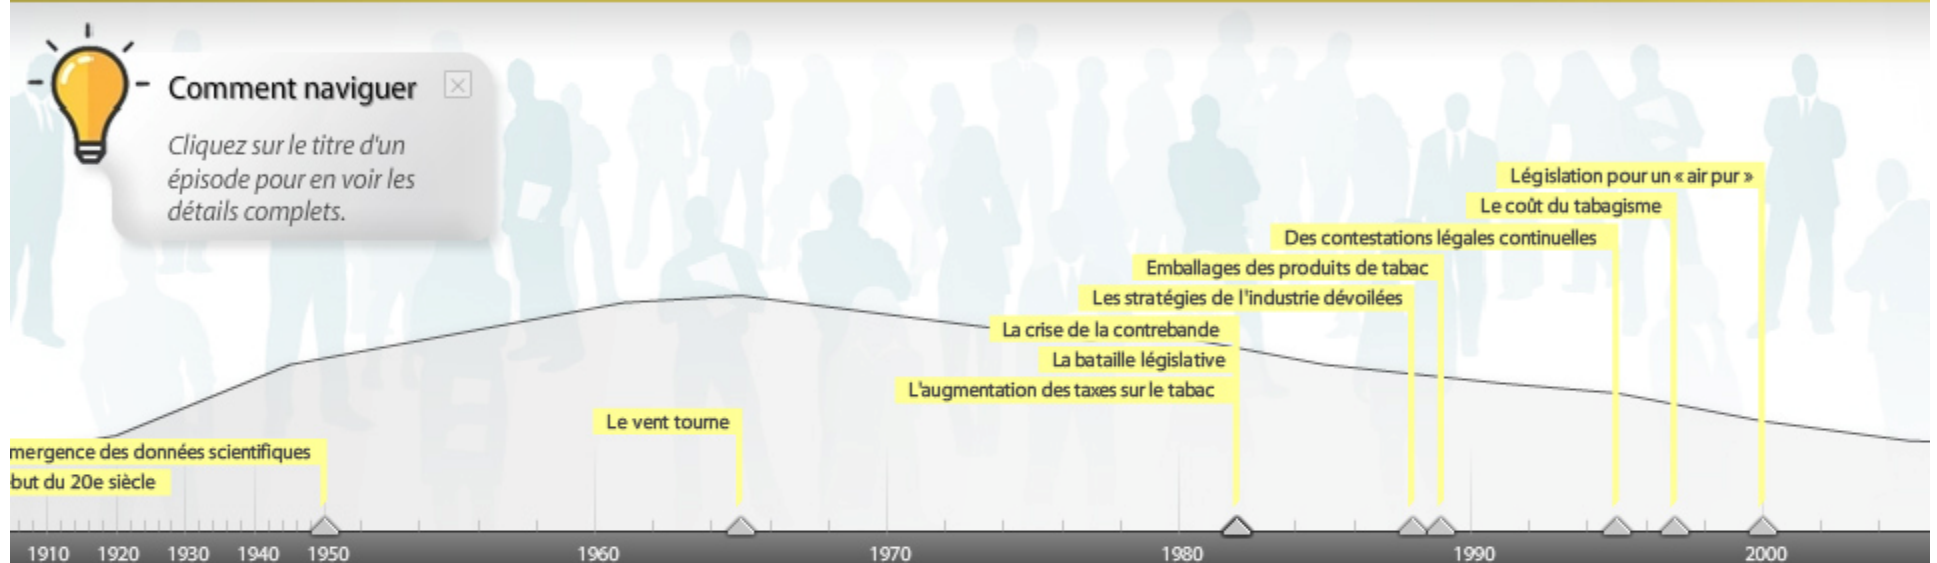 Comment naviguer
Cliquez sur le titre d'un
épisode pour en voir les
détails complets.
Législation pour un « air pur »
Le coût du tabagisme
Des contestations légales continuelles
Emballages des produits de tabac
Les stratégies de l'industrie dévoilées
La crise de la contrebande
La bataille législative
L'augmentation des taxes sur le tabac
Le vent tourne
mergence des données scientifiques
but du 20e siècle
1910 1920 1930 1940 1950 1960 1970 1980 1990 2000